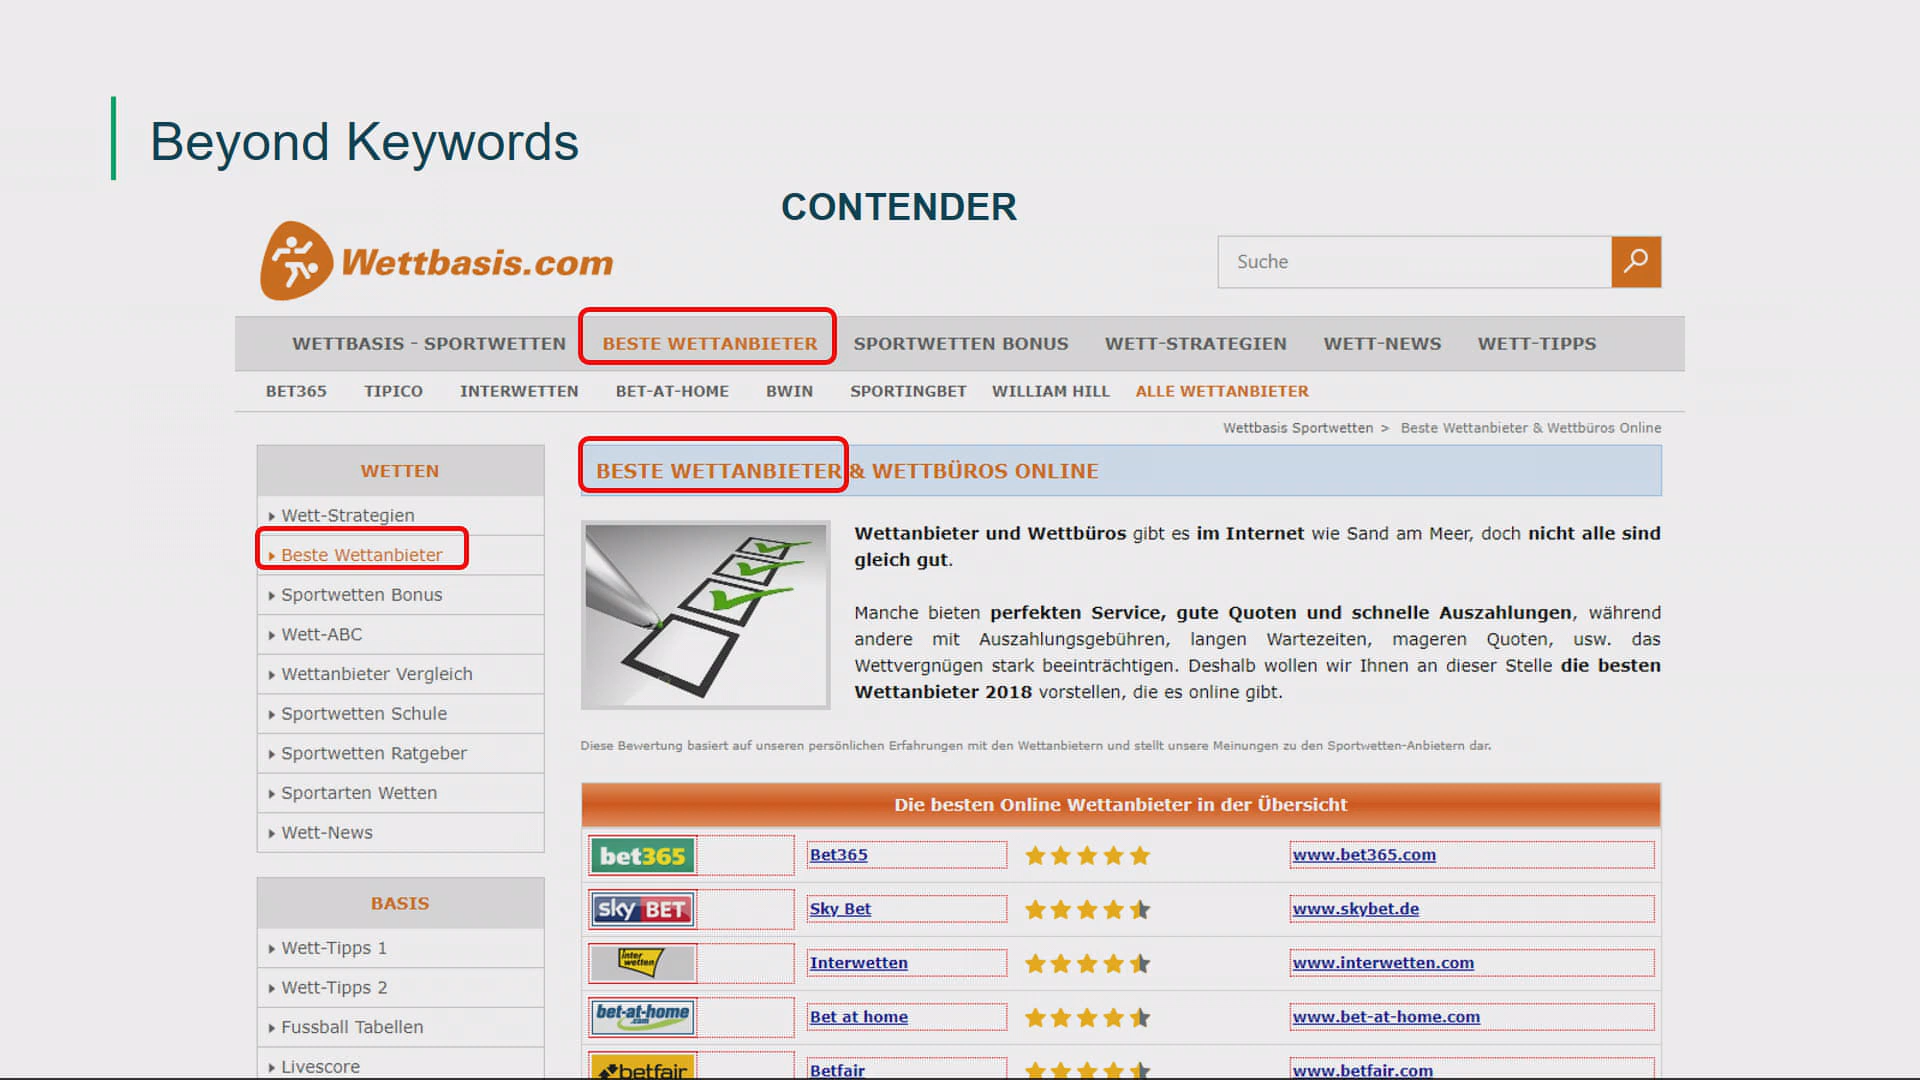 Beyond Keywords
CONTENDER
Wettbasis.com
Suche
WETTBASIS - SPORTWETTEN BESTE WETTANBIETER SPORTWETTEN BONUS WETT-STRATEGIEN WETT-NEWS WETT-TIPPS
BET365 TIPICO INTERWETTEN BET-AT-HOME BWIN SPORTINGBET WILLIAM HILL ALLE WETTANBIETER
Wettbasis Sportwetten > Beste Wettanbieter & Wettbüros Online
WETTEN
Wett-Strategien
Beste Wettanbieter
Sportwetten Bonus
Wett-ABC
Wettanbieter Vergleich
Sportwetten Schule
Sportwetten Ratgeber
Sportarten Wetten
Wett-News
BASIS
Wett-Tipps 1
Wett-Tipps 2
Fussball Tabellen
Livescore
BESTE WETTANBIETER & WETTBÜROS ONLINE
Wettanbieter und Wettbüros gibt es im Internet wie Sand am Meer, doch nicht alle sind
gleich gut.
Manche bieten perfekten Service, gute Quoten und schnelle Auszahlungen, während
andere mit Auszahlungsgebühren, langen Wartezeiten, mageren Quoten, usw. das
Wettvergnügen stark beeinträchtigen. Deshalb wollen wir Ihnen an dieser Stelle die besten
Wettanbieter 2018 vorstellen, die es online gibt.
Diese Bewertung basiert auf unseren persönlichen Erfahrungen mit den Wettanbietern und stellt unsere Meinungen zu den Sportwetten-Anbietern dar.
Die besten Online Wettanbieter in der Übersicht
bet365 Bet365 www.bet365.com
sky BET Sky Bet www.skybet.de
inter wetten Interwetten www.interwetten.com
bet-at-home .com Bet at home www.bet-at-home.com
betfair Betfair www.betfair.com